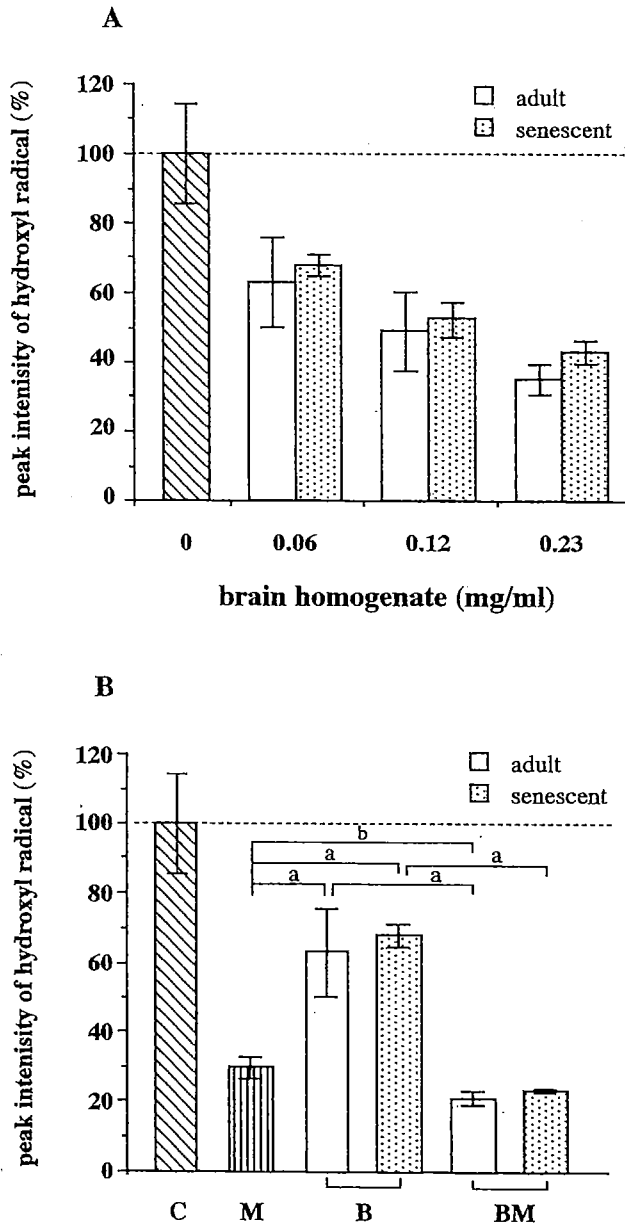 A
peak intenisity of hydroxyl radical (%)
120
100
80
60
40
20
0
adult
senescent
0 0.06 0.12 0.23
brain homogenate (mg/ml)
B
peak intenisity of hydroxyl radical (%)
120
100
80
60
40
20
0
adult
senescent
b
a a
a a
C M B BM